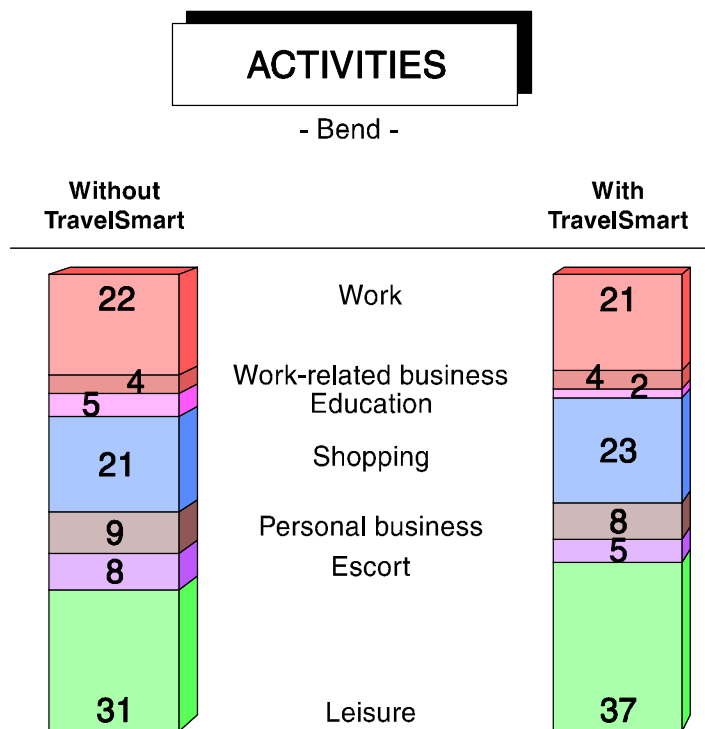 ACTIVITIES
- Bend -
Without
TravelSmart
With
TravelSmart
22 Work 21
4 Work-related business 4
5 Education 2
21 Shopping 23
9 Personal business 8
8 Escort 5
31 Leisure 37